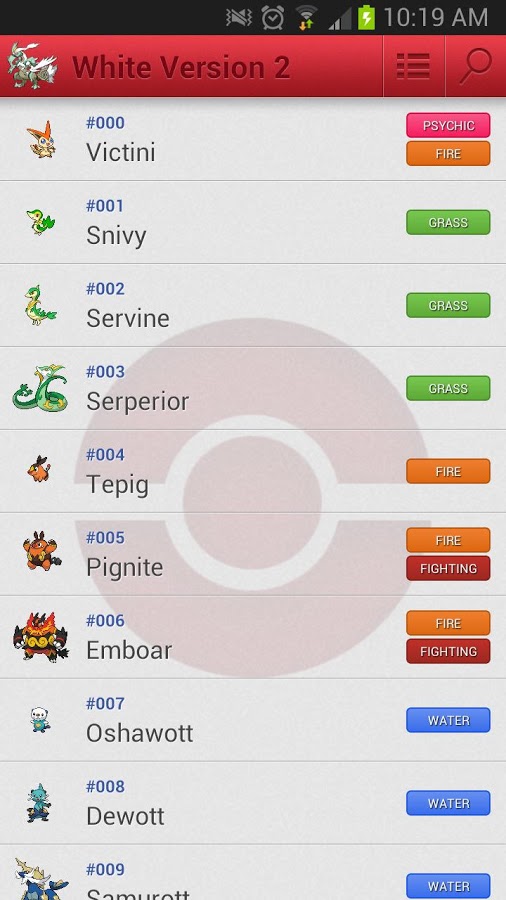 10:19 AM
White Version 2
#000
Victini
PSYCHIC
FIRE
#001
Snivy
GRASS
#002
Servine
GRASS
#003
Serperior
GRASS
#004
Tepig
FIRE
#005
Pignite
FIRE
FIGHTING
#006
Emboar
FIRE
FIGHTING
#007
Oshawott
WATER
#008
Dewott
WATER
#009
Samurott
WATER